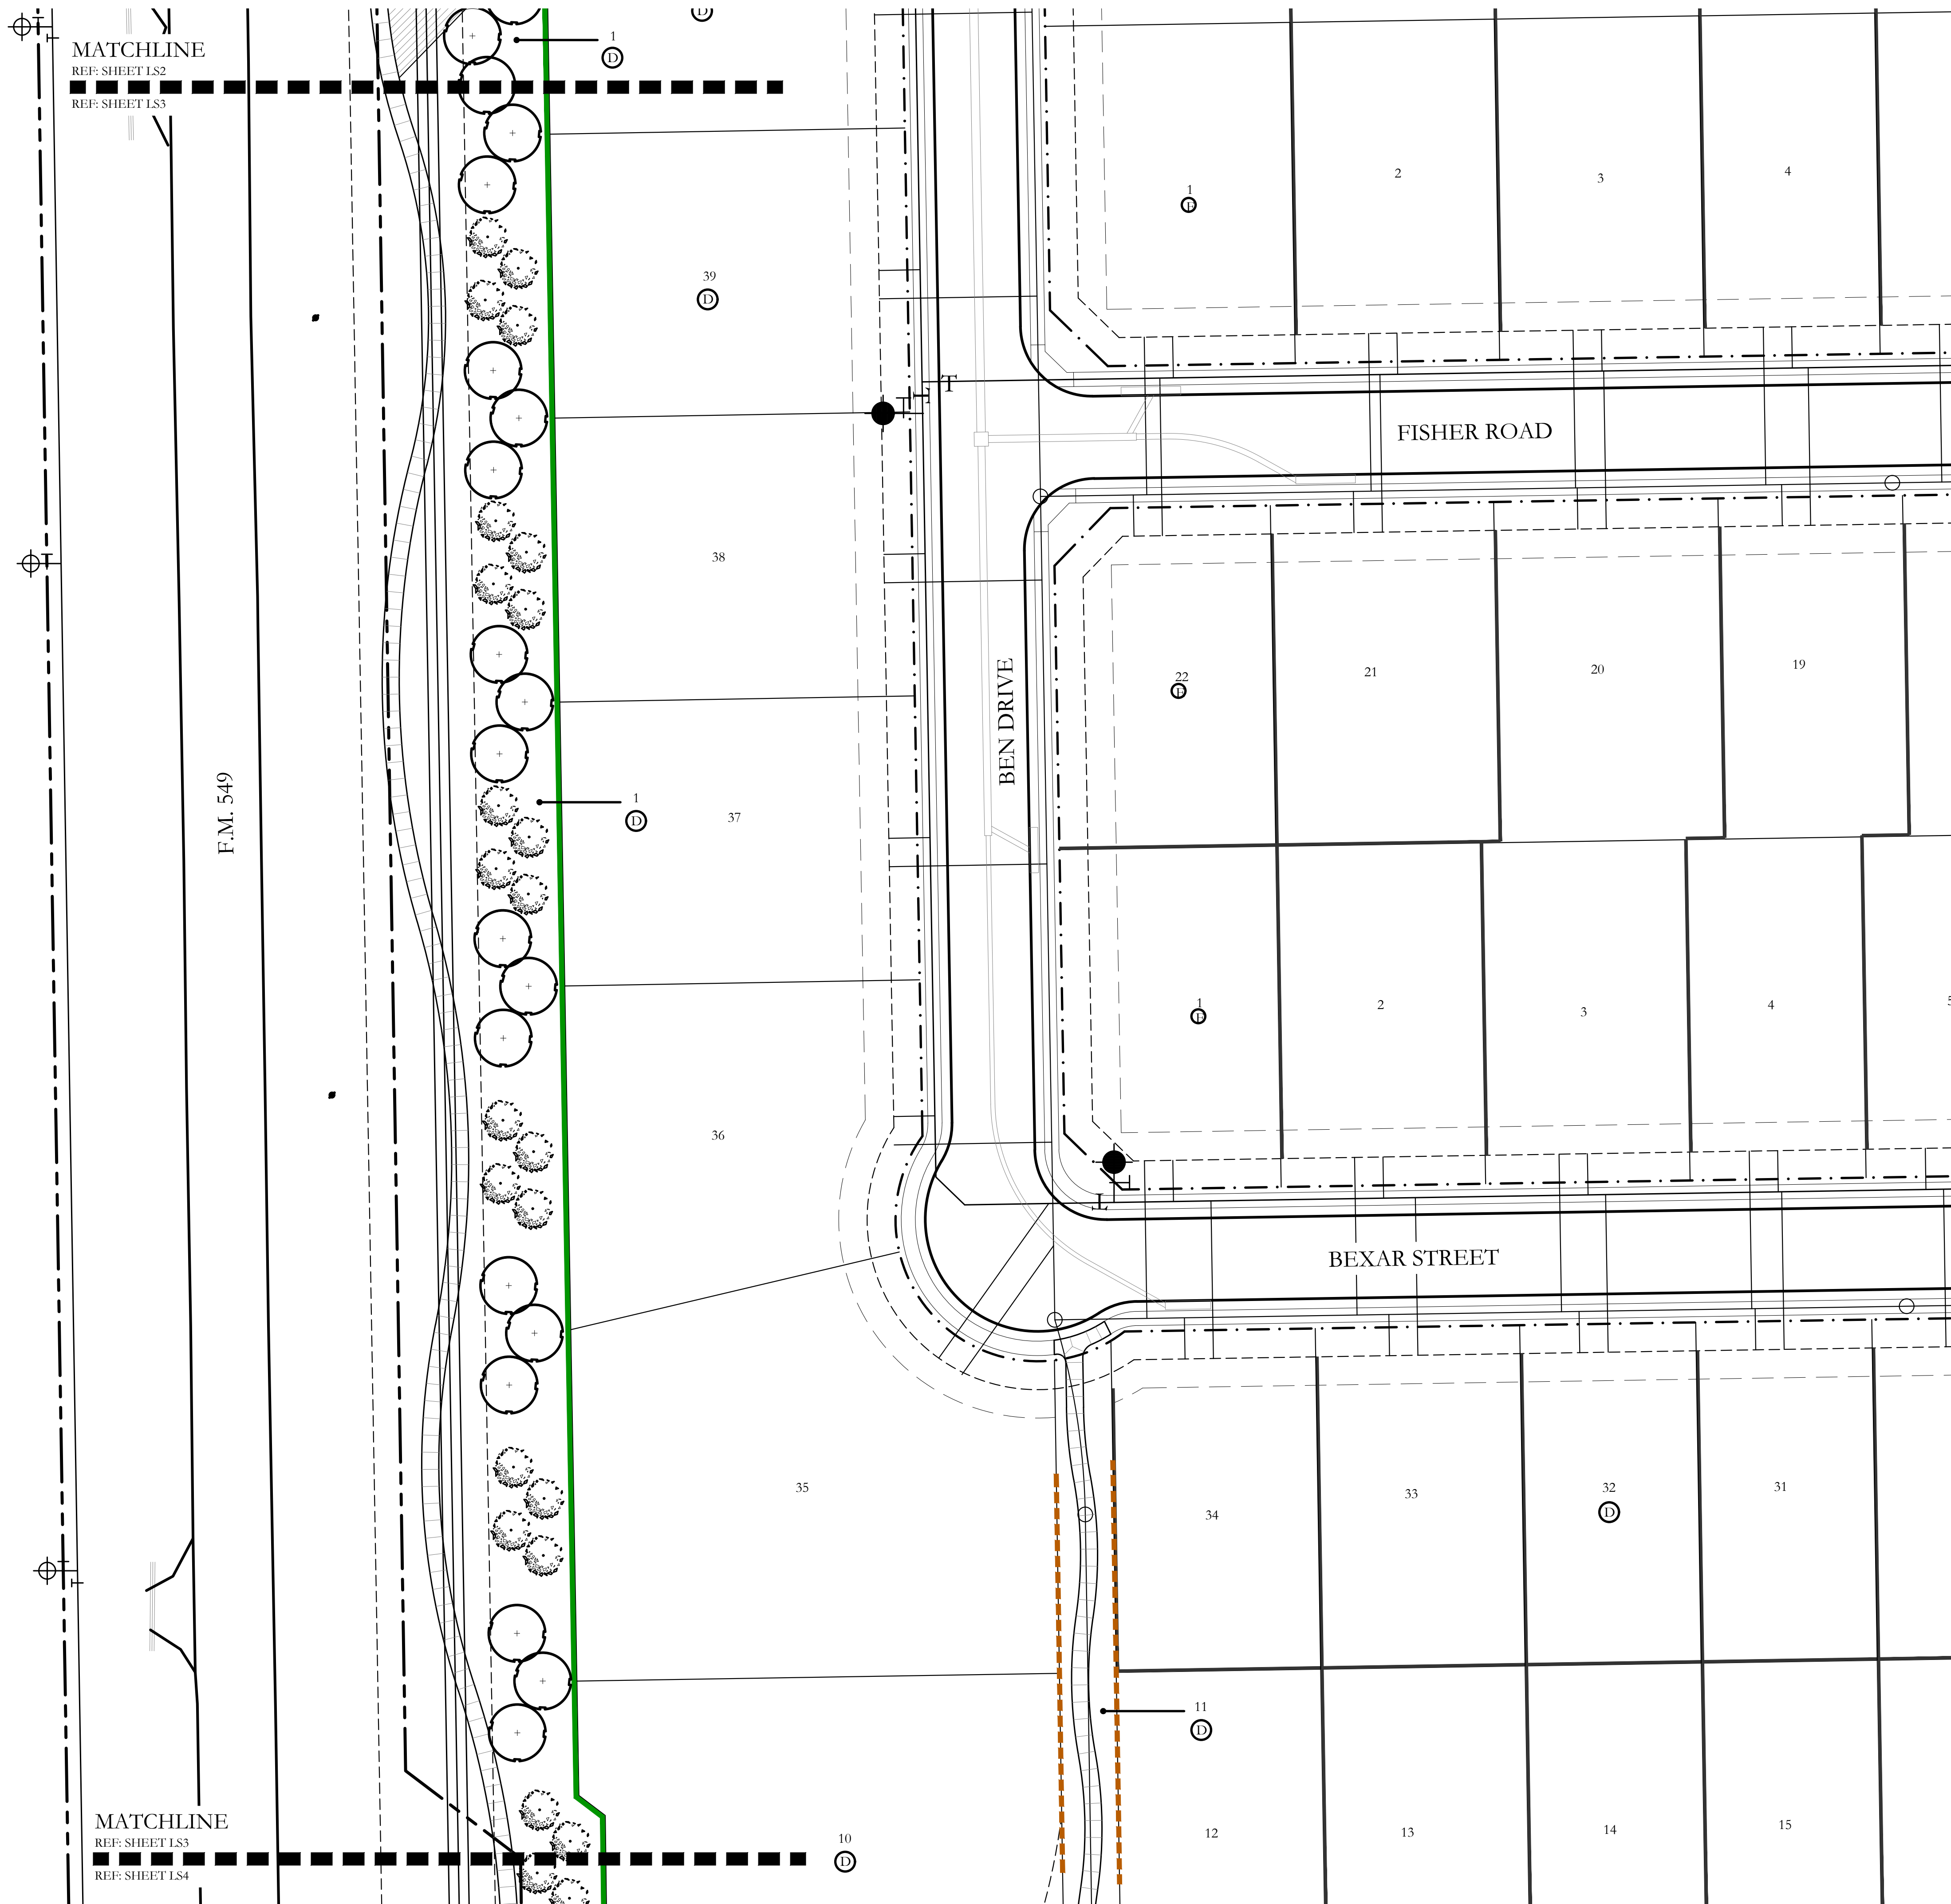 D
1
D
MATCHLINE
REF: SHEET LS2
REF: SHEET LS3
1
2
3
4
39
D
T
FISHER ROAD
38
22
21
20
19
BEN DRIVE
F.M. 549
1
D
37
1
2
3
4
36
BEXAR STREET
35
34
33
32
D
31
11
D
MATCHLINE
REF: SHEET LS3
REF: SHEET LS4
10
D
12
13
14
15